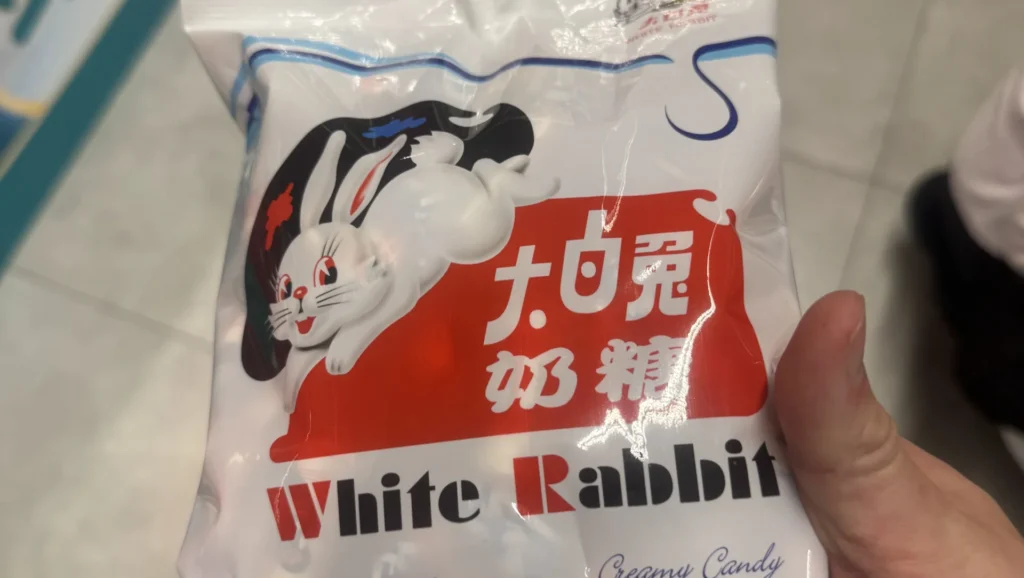 大白兔
奶糖
White Rabbit
Creamy Candy